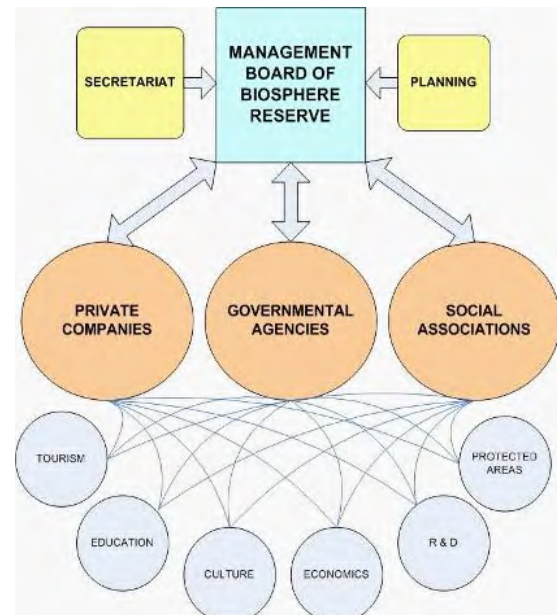 SECRETARIAT
MANAGEMENT
BOARD OF
BIOSPHERE
RESERVE
PLANNING
PRIVATE
COMPANIES
GOVERNMENTAL
AGENCIES
SOCIAL
ASSOCIATIONS
TOURISM
PROTECTED
AREAS
EDUCATION
R & D
CULTURE
ECONOMICS